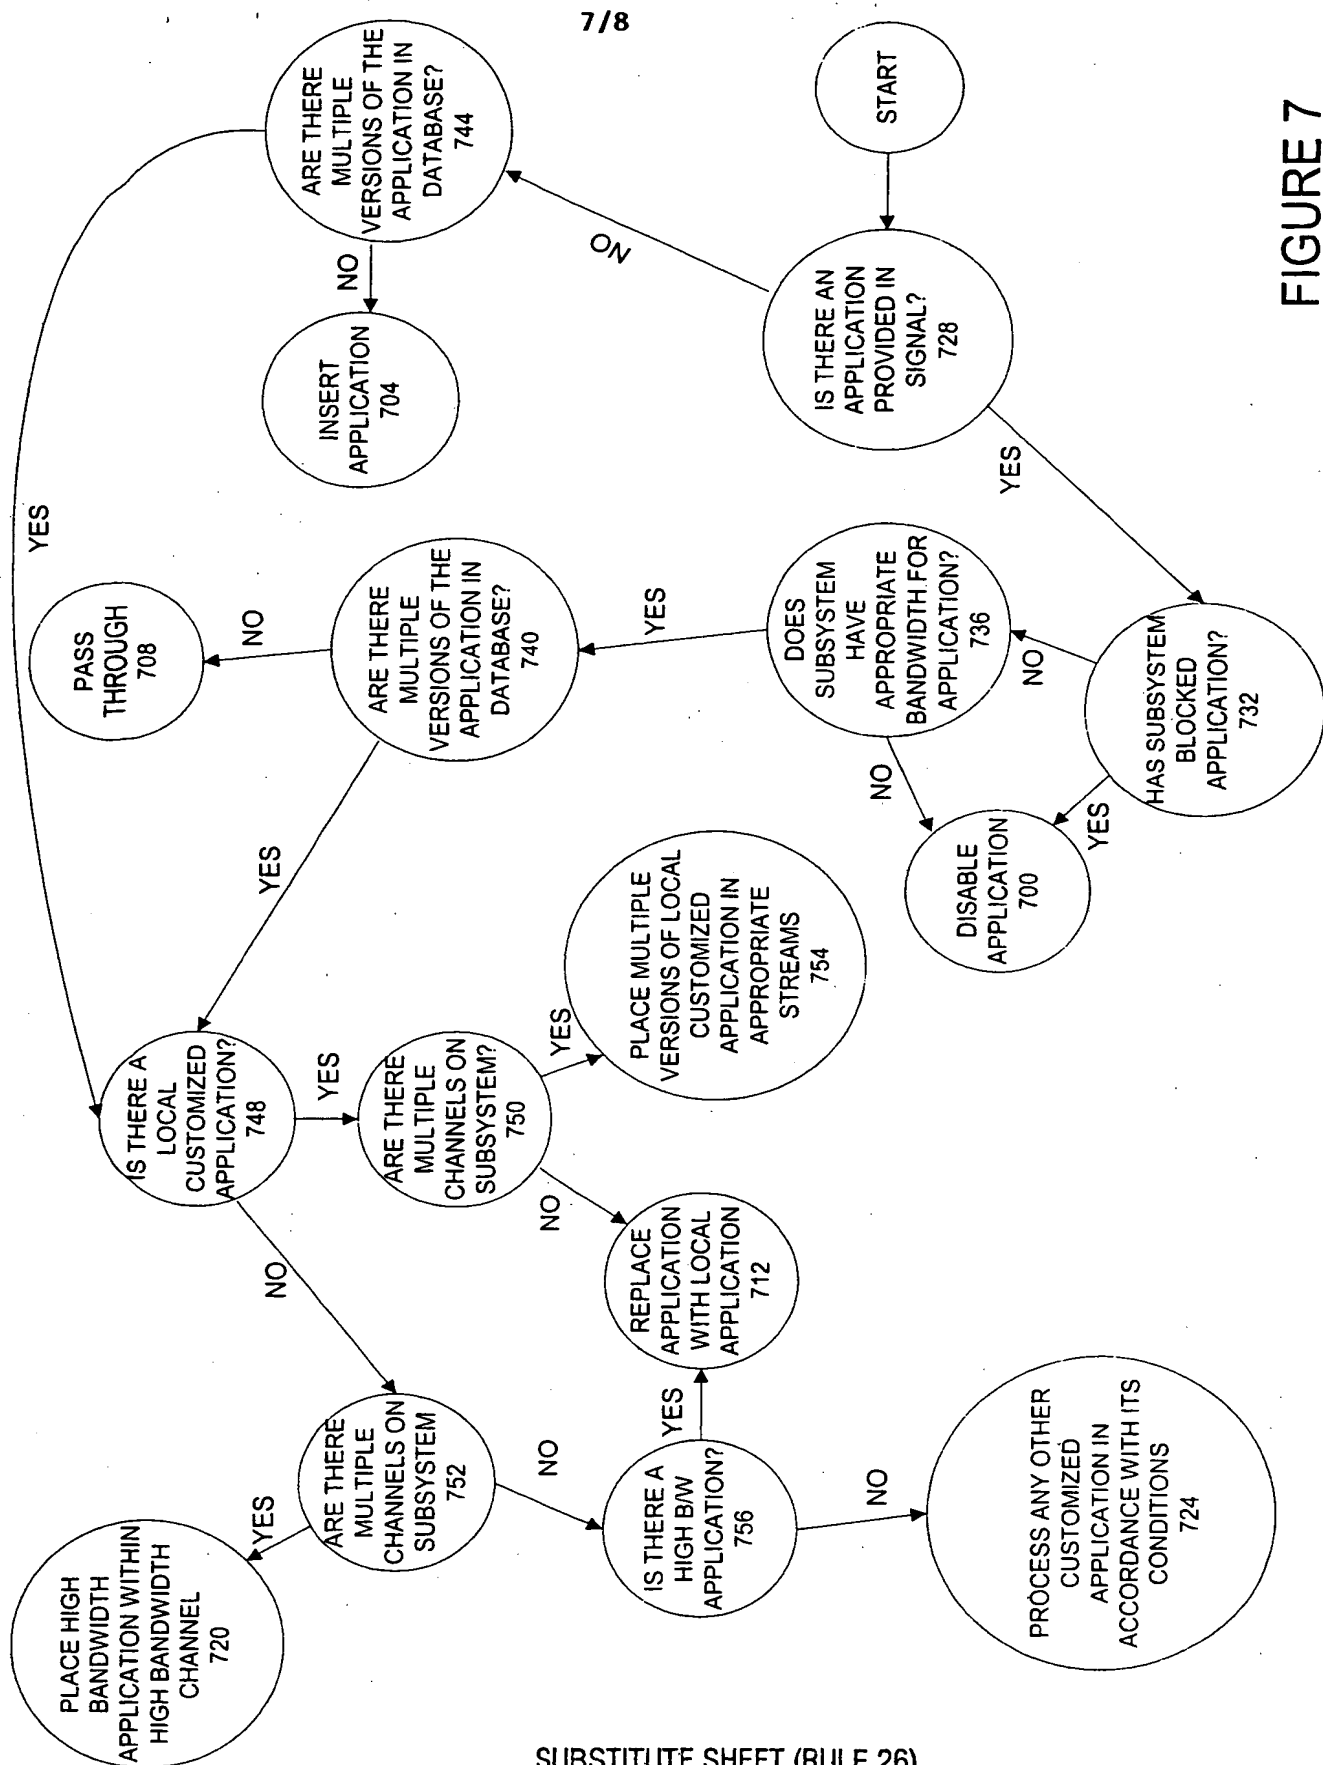 7/8
START
IS THERE AN
APPLICATION
PROVIDED IN
SIGNAL?
728
NO
YES
ARE THERE
MULTIPLE
VERSIONS OF THE
APPLICATION IN
DATABASE?
744
NO
YES
INSERT
APPLICATION
704
HAS SUBSYSTEM
BLOCKED
APPLICATION?
732
NO
YES
DOES
SUBSYSTEM
HAVE
APPROPRIATE
BANDWIDTH FOR
APPLICATION?
736
YES
NO
DISABLE
APPLICATION
700
ARE THERE
MULTIPLE
VERSIONS OF THE
APPLICATION IN
DATABASE?
740
NO
YES
PASS
THROUGH
708
IS THERE A
LOCAL
CUSTOMIZED
APPLICATION?
748
YES
NO
ARE THERE
MULTIPLE
CHANNELS ON
SUBSYSTEM?
750
YES
NO
PLACE MULTIPLE
VERSIONS OF LOCAL
CUSTOMIZED
APPLICATION IN
APPROPRIATE
STREAMS
754
REPLACE
APPLICATION
WITH LOCAL
APPLICATION
712
ARE THERE
MULTIPLE
CHANNELS ON
SUBSYSTEM
752
YES
NO
PLACE HIGH
BANDWIDTH
APPLICATION WITHIN
HIGH BANDWIDTH
CHANNEL
720
IS THERE A
HIGH B/W
APPLICATION?
756
YES
NO
PROCESS ANY OTHER
CUSTOMIZED
APPLICATION IN
ACCORDANCE WITH ITS
CONDITIONS
724
FIGURE 7
SUBSTITUTE SHEET (RULE 26)